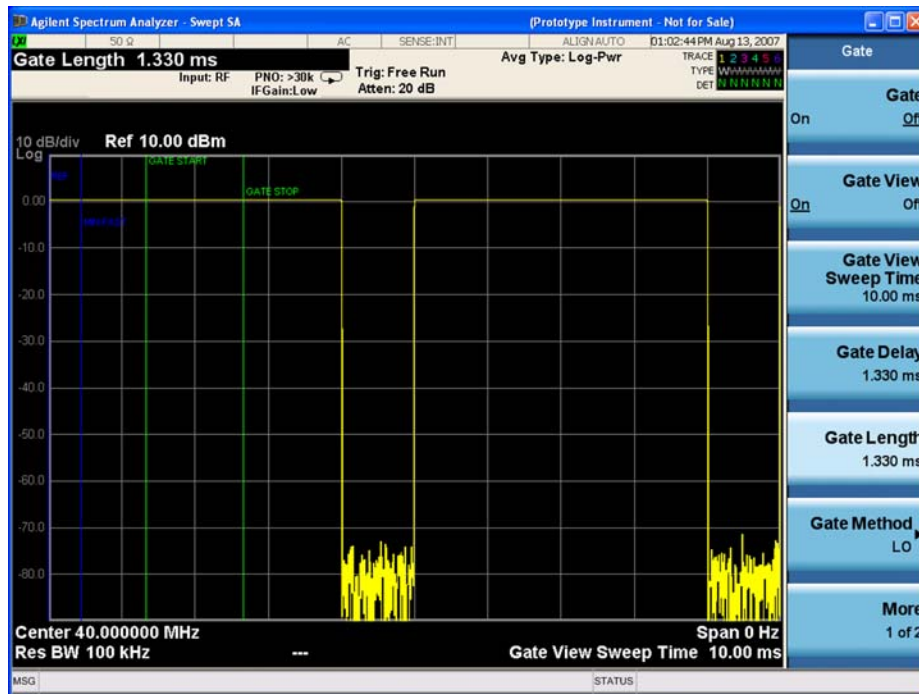 Agilent Spectrum Analyzer - Swept SA (Prototype Instrument - Not for Sale)
50 Ω AC SENSE:INT ALIGN AUTO 01:02:44 PM Aug 13, 2007
Gate Length 1.330 ms
Input: RF PNO: >30k IFGain:Low
Trig: Free Run
Atten: 20 dB
Avg Type: Log-Pwr
TRACE 1 2 3 4 5 6
TYPE WWWWWW
DET N N N N N N
10 dB/div Ref 10.00 dBm
Log
GATE START
GATE STOP
0.00
-10.0
-20.0
-30.0
-40.0
-50.0
-60.0
-70.0
-80.0
Center 40.000000 MHz Span 0 Hz
Res BW 100 kHz --- Gate View Sweep Time 10.00 ms
MSG STATUS
Gate
Gate
On Off
Gate View
On Off
Gate View
Sweep Time
10.00 ms
Gate Delay
1.330 ms
Gate Length
1.330 ms
Gate Method
LO
More
1 of 2